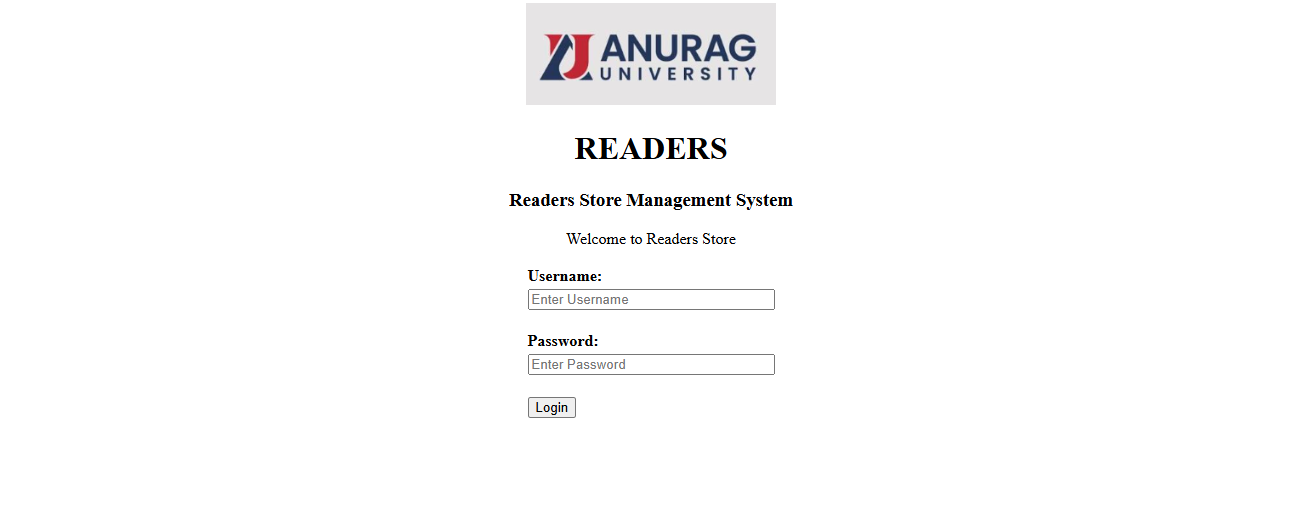 ANURAG
UNIVERSITY
READERS
Readers Store Management System
Welcome to Readers Store
Username:
Enter Username
Password:
Enter Password
Login